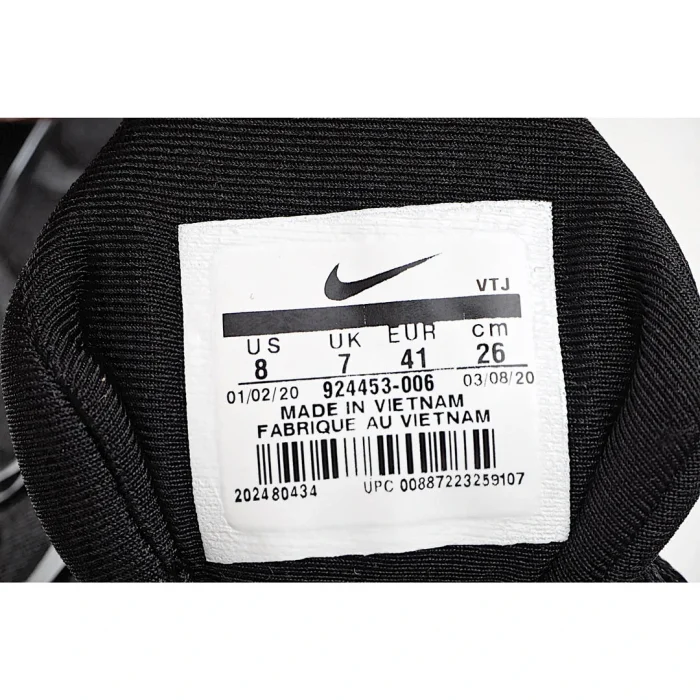 VTJ
US UK EUR cm
8 7 41 26
01/02/20 924453-006 03/08/20
MADE IN VIETNAM
FABRIQUE AU VIETNAM
202480434 UPC 00887223259107